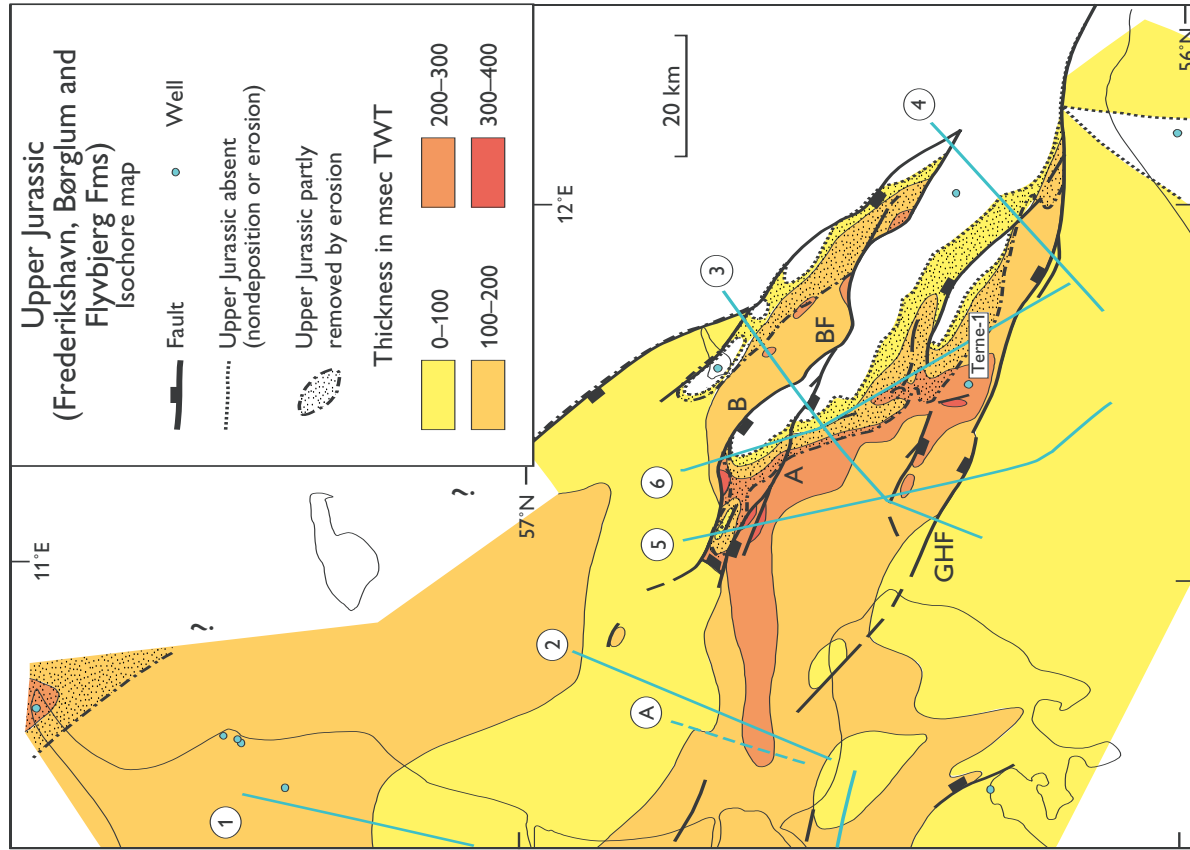 Upper Jurassic
(Frederikshavn, Børglum and
Flyvbjerg Fms)
Isochore map
Fault
Well
Upper Jurassic absent
(nondeposition or erosion)
Upper Jurassic partly
removed by erosion
Thickness in msec TWT
0–100
200–300
100–200
300–400
11°E
12°E
57°N
56°N
20 km
?
?
1
2
A
3
4
5
6
B
BF
A
GHF
Terne-1